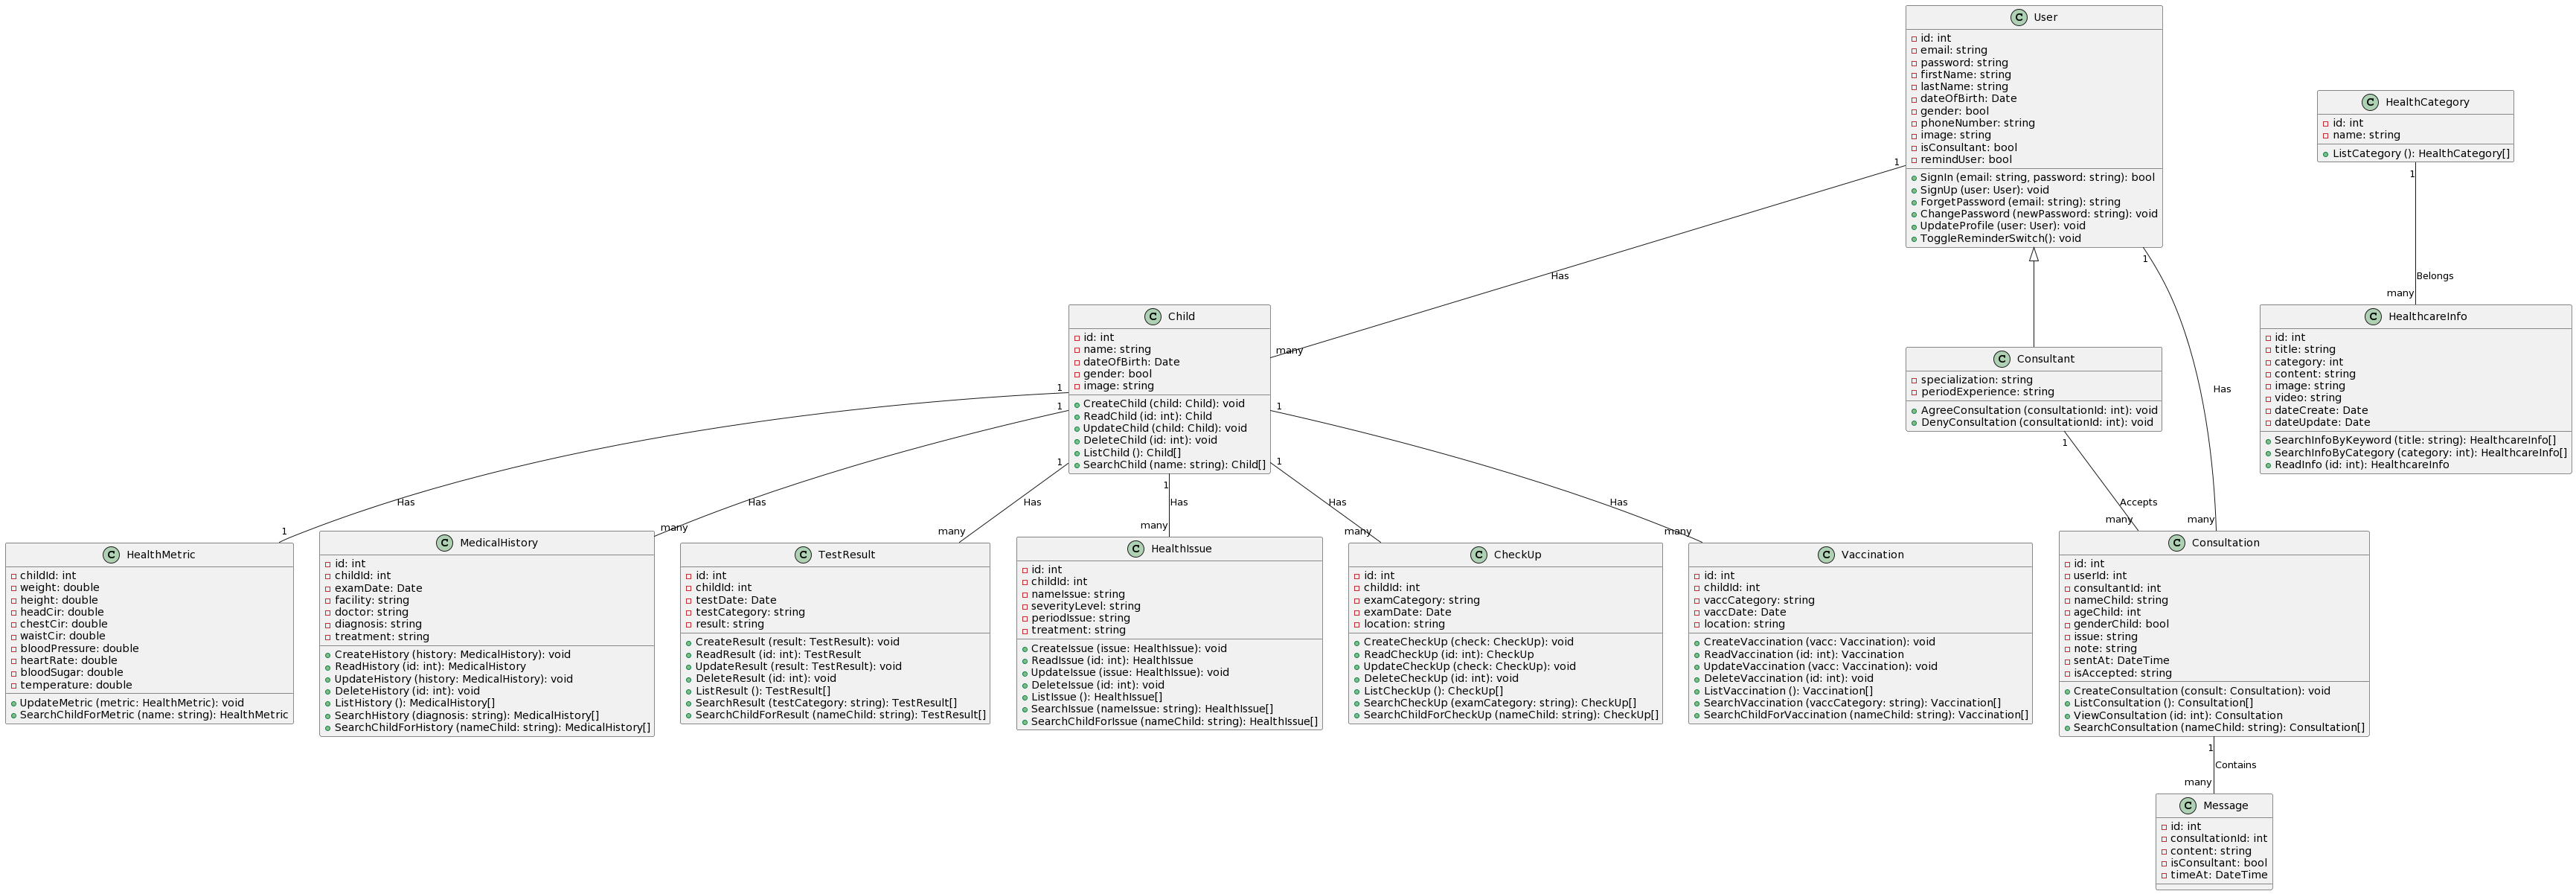 User
id: int
email: string
password: string
firstName: string
lastName: string
dateOfBirth: Date
gender: bool
phoneNumber: string
image: string
isConsultant: bool
remindUser: bool
SignIn (email: string, password: string): bool
SignUp (user: User): void
ForgetPassword (email: string): string
ChangePassword (newPassword: string): void
UpdateProfile (user: User): void
ToggleReminderSwitch(): void
HealthCategory
id: int
name: string
ListCategory (): HealthCategory[]
1
1
1
1
Has
Belongs
many
many
Child
id: int
name: string
dateOfBirth: Date
gender: bool
image: string
CreateChild (child: Child): void
ReadChild (id: int): Child
UpdateChild (child: Child): void
DeleteChild (id: int): void
ListChild (): Child[]
SearchChild (name: string): Child[]
Consultant
specialization: string
periodExperience: string
AgreeConsultation (consultationId: int): void
DenyConsultation (consultationId: int): void
Has
HealthcareInfo
id: int
title: string
category: int
content: string
image: string
video: string
dateCreate: Date
dateUpdate: Date
SearchInfoByKeyword (title: string): HealthcareInfo[]
SearchInfoByCategory (category: int): HealthcareInfo[]
ReadInfo (id: int): HealthcareInfo
1
1
1
1
1
1
1
Has
Has
Has
Has
Has
Has
Accepts
1
many
many
many
many
many
many
many
HealthMetric
childId: int
weight: double
height: double
headCir: double
chestCir: double
waistCir: double
bloodPressure: double
heartRate: double
bloodSugar: double
temperature: double
UpdateMetric (metric: HealthMetric): void
SearchChildForMetric (name: string): HealthMetric
MedicalHistory
id: int
childId: int
examDate: Date
facility: string
doctor: string
diagnosis: string
treatment: string
CreateHistory (history: MedicalHistory): void
ReadHistory (id: int): MedicalHistory
UpdateHistory (history: MedicalHistory): void
DeleteHistory (id: int): void
ListHistory (): MedicalHistory[]
SearchHistory (diagnosis: string): MedicalHistory[]
SearchChildForHistory (nameChild: string): MedicalHistory[]
TestResult
id: int
childId: int
testDate: Date
testCategory: string
result: string
CreateResult (result: TestResult): void
ReadResult (id: int): TestResult
UpdateResult (result: TestResult): void
DeleteResult (id: int): void
ListResult (): TestResult[]
SearchResult (testCategory: string): TestResult[]
SearchChildForResult (nameChild: string): TestResult[]
HealthIssue
id: int
childId: int
nameIssue: string
severityLevel: string
periodIssue: string
treatment: string
CreateIssue (issue: HealthIssue): void
ReadIssue (id: int): HealthIssue
UpdateIssue (issue: HealthIssue): void
DeleteIssue (id: int): void
ListIssue (): HealthIssue[]
SearchIssue (nameIssue: string): HealthIssue[]
SearchChildForIssue (nameChild: string): HealthIssue[]
CheckUp
id: int
childId: int
examCategory: string
examDate: Date
location: string
CreateCheckUp (check: CheckUp): void
ReadCheckUp (id: int): CheckUp
UpdateCheckUp (check: CheckUp): void
DeleteCheckUp (id: int): void
ListCheckUp (): CheckUp[]
SearchCheckUp (examCategory: string): CheckUp[]
SearchChildForCheckUp (nameChild: string): CheckUp[]
Vaccination
id: int
childId: int
vaccCategory: string
vaccDate: Date
location: string
CreateVaccination (vacc: Vaccination): void
ReadVaccination (id: int): Vaccination
UpdateVaccination (vacc: Vaccination): void
DeleteVaccination (id: int): void
ListVaccination (): Vaccination[]
SearchVaccination (vaccCategory: string): Vaccination[]
SearchChildForVaccination (nameChild: string): Vaccination[]
Consultation
id: int
userId: int
consultantId: int
nameChild: string
ageChild: int
genderChild: bool
issue: string
note: string
sentAt: DateTime
isAccepted: string
CreateConsultation (consult: Consultation): void
ListConsultation (): Consultation[]
ViewConsultation (id: int): Consultation
SearchConsultation (nameChild: string): Consultation[]
1
Contains
many
Message
id: int
consultationId: int
content: string
isConsultant: bool
timeAt: DateTime